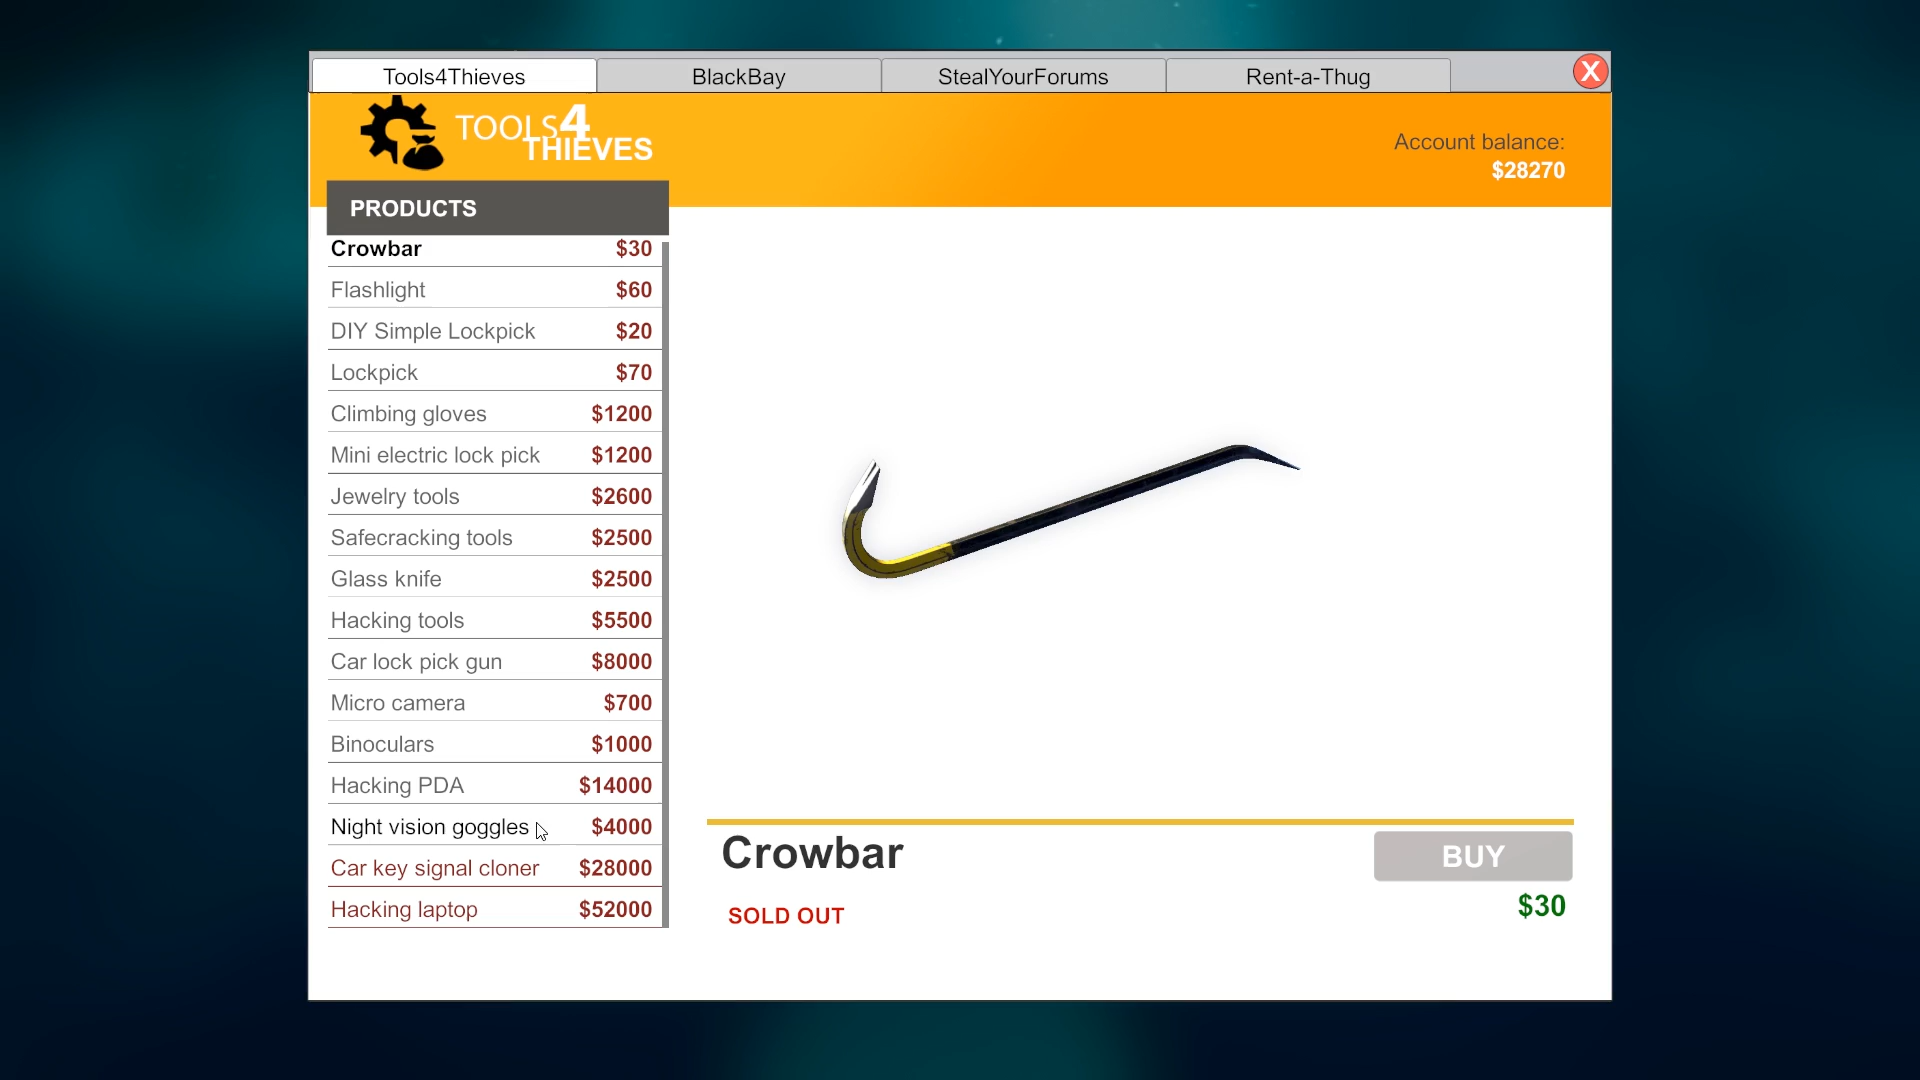 Tools4Thieves BlackBay StealYourForums Rent-a-Thug X
TOOLS4
THIEVES
Account balance:
$28270
PRODUCTS
Crowbar $30
Flashlight $60
DIY Simple Lockpick $20
Lockpick $70
Climbing gloves $1200
Mini electric lock pick $1200
Jewelry tools $2600
Safecracking tools $2500
Glass knife $2500
Hacking tools $5500
Car lock pick gun $8000
Micro camera $700
Binoculars $1000
Hacking PDA $14000
Night vision goggles $4000
Car key signal cloner $28000
Hacking laptop $52000
Crowbar
BUY
SOLD OUT
$30